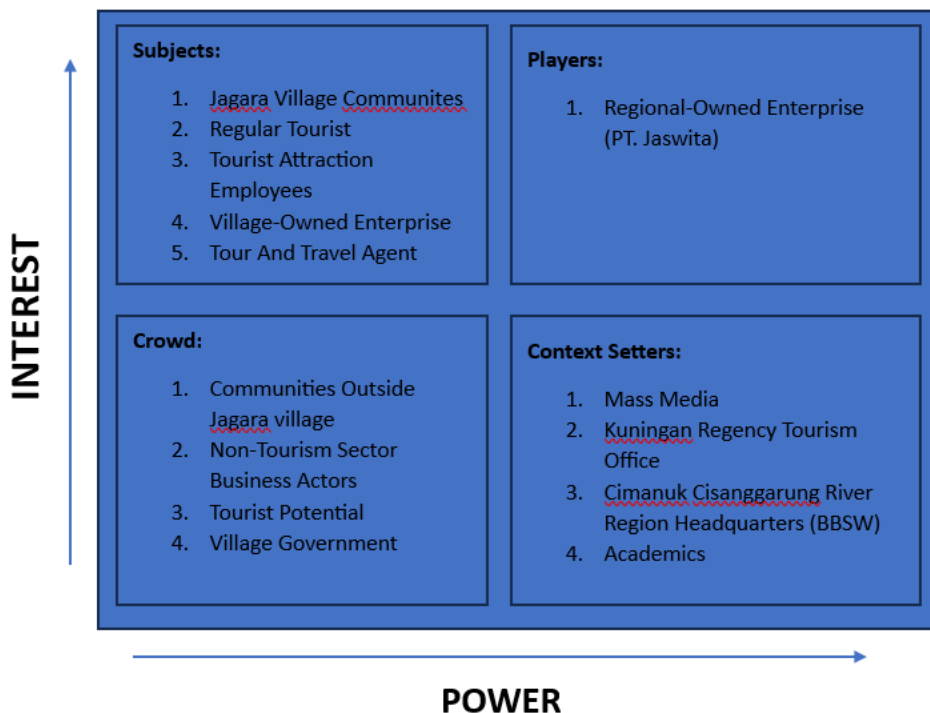 INTEREST
Subjects:
1. Jagara Village Communites
2. Regular Tourist
3. Tourist Attraction
Employees
4. Village-Owned Enterprise
5. Tour And Travel Agent
Players:
1. Regional-Owned Enterprise
(PT. Jaswita)
Crowd:
1. Communities Outside
Jagara village
2. Non-Tourism Sector
Business Actors
3. Tourist Potential
4. Village Government
Context Setters:
1. Mass Media
2. Kuningan Regency Tourism
Office
3. Cimanuk Cisanggarung River
Region Headquarters (BBSW)
4. Academics
POWER